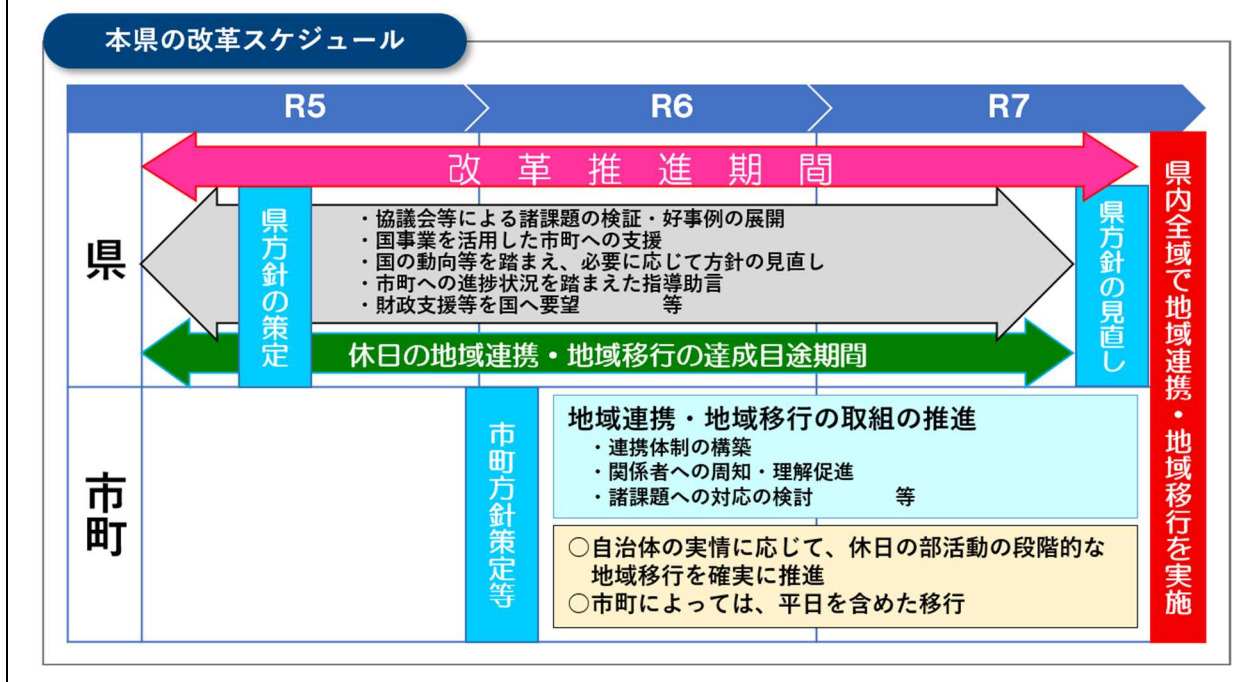 本県の改革スケジュール
R5
R6
R7
県
改革推進期間
県方針の策定
・協議会等による諸課題の検証・好事例の展開
・国事業を活用した市町への支援
・国の動向等を踏まえ、必要に応じて方針の見直し
・市町への進捗状況を踏まえた指導助言
・財政支援等を国へ要望　　　　等
県方針の見直し
休日の地域連携・地域移行の達成目途期間
県内全域で地域連携・地域移行を実施
市町
市町方針策定等
地域連携・地域移行の取組の推進
・連携体制の構築
・関係者への周知・理解促進
・諸課題への対応の検討　　　　等
○自治体の実情に応じて、休日の部活動の段階的な
地域移行を確実に推進
○市町によっては、平日を含めた移行